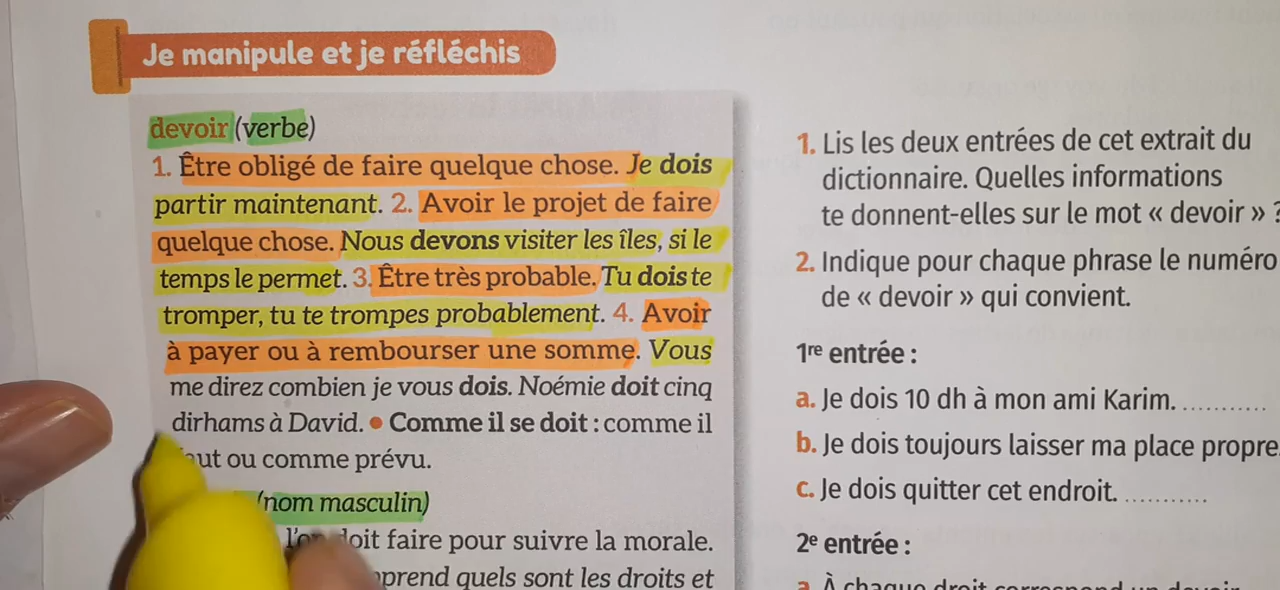 Je manipule et je réfléchis
devoir (verbe)
1. Être obligé de faire quelque chose. Je dois
partir maintenant. 2. Avoir le projet de faire
quelque chose. Nous devons visiter les îles, si le
temps le permet. 3. Être très probable. Tu dois te
tromper, tu te trompes probablement. 4. Avoir
à payer ou à rembourser une somme. Vous
me direz combien je vous dois. Noémie doit cinq
dirhams à David. • Comme il se doit : comme il
faut ou comme prévu.
(nom masculin)
l'on doit faire pour suivre la morale.
quels sont les droits et
1. Lis les deux entrées de cet extrait du
dictionnaire. Quelles informations
te donnent-elles sur le mot « devoir » ?
2. Indique pour chaque phrase le numéro
de « devoir » qui convient.
1re entrée :
a. Je dois 10 dh à mon ami Karim. ............
b. Je dois toujours laisser ma place propre.
c. Je dois quitter cet endroit. ............
2e entrée :
a. À chaque droit correspond un devoir.